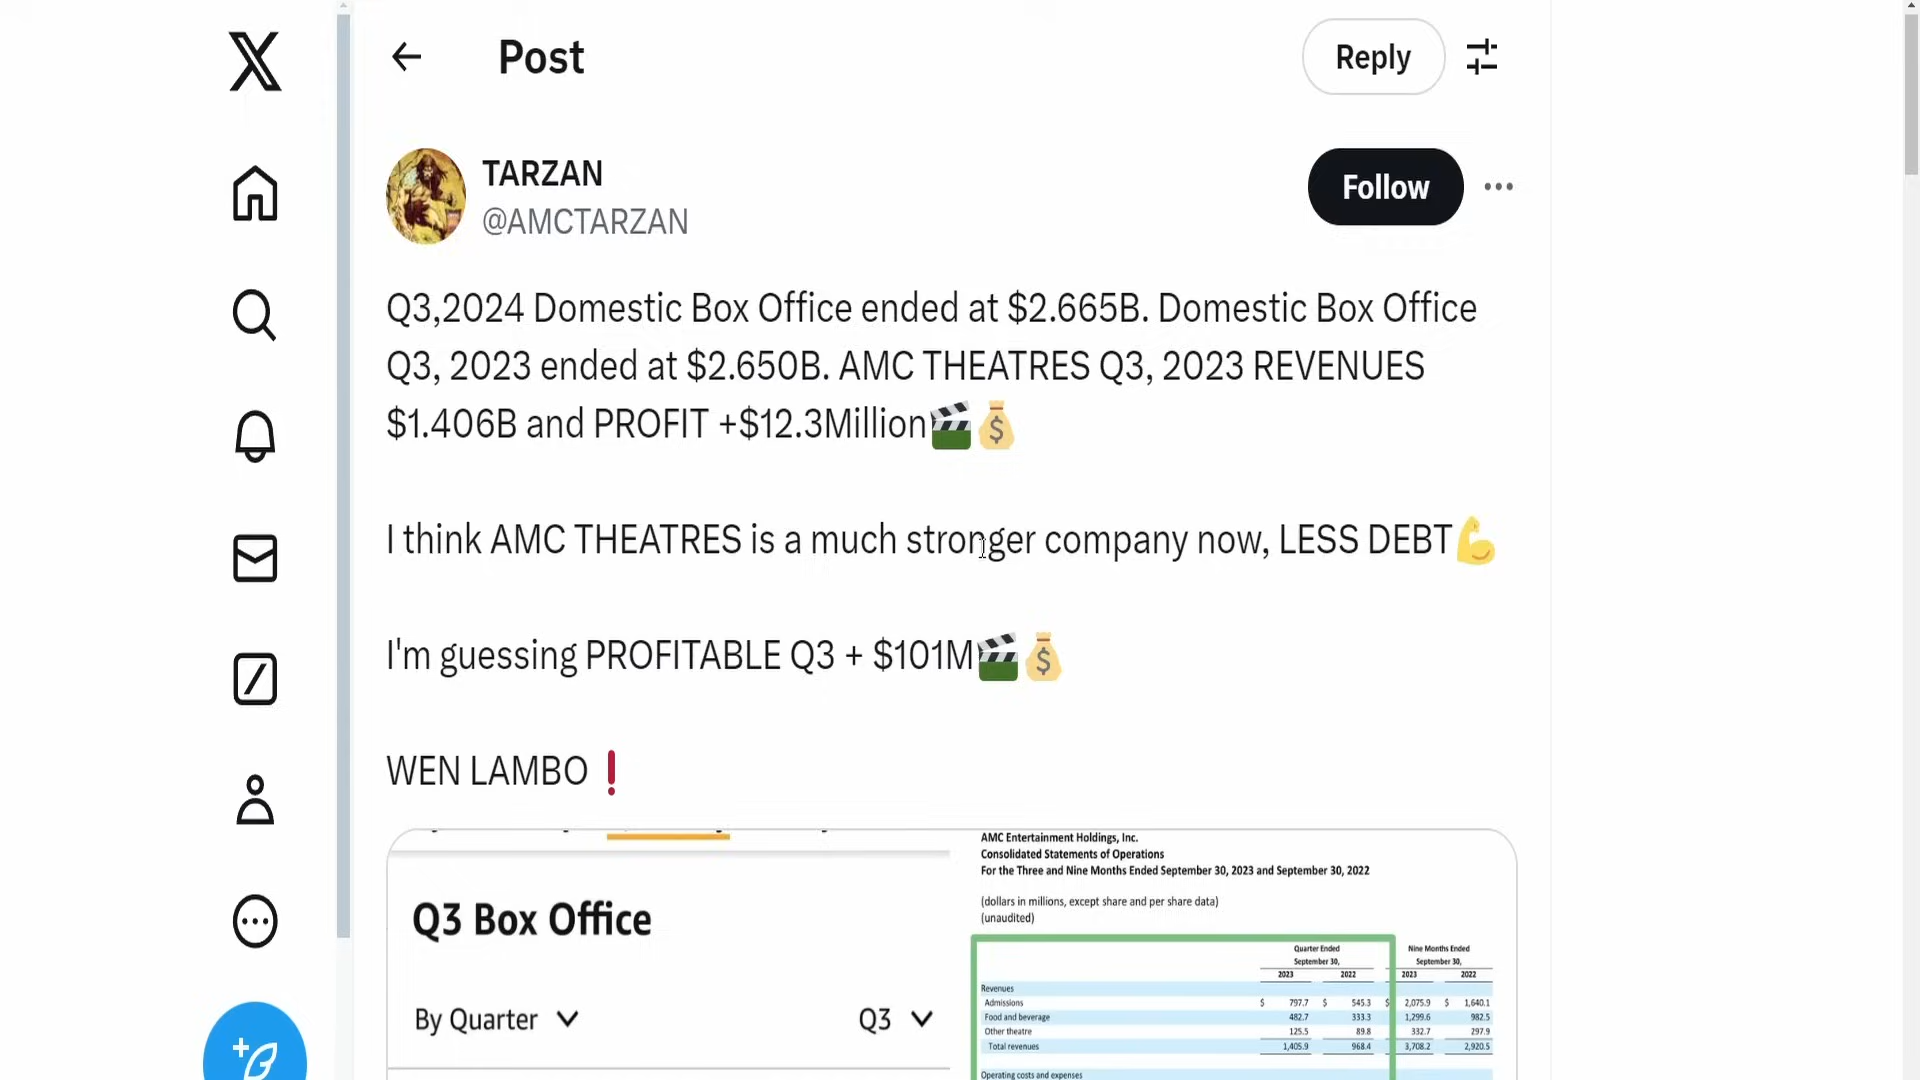 Post
Reply
TARZAN
@AMCTARZAN
Follow
Q3,2024 Domestic Box Office ended at $2.665B. Domestic Box Office
Q3, 2023 ended at $2.650B. AMC THEATRES Q3, 2023 REVENUES
$1.406B and PROFIT +$12.3Million🎬💰
I think AMC THEATRES is a much stronger company now, LESS DEBT💪
I'm guessing PROFITABLE Q3 + $101M🎬💰
WEN LAMBO❗
Q3 Box Office
By Quarter
Q3
AMC Entertainment Holdings, Inc.
Consolidated Statements of Operations
For the Three and Nine Months Ended September 30, 2023 and September 30, 2022
(dollars in millions, except share and per share data)
(unaudited)
Quarter Ended Nine Months Ended
September 30, September 30,
2023 2022 2023 2022
Revenues
Admissions $ 797.7 $ 545.3 $ 2,075.9 $ 1,640.1
Food and beverage 482.7 333.3 1,299.6 982.5
Other theatre 125.5 89.8 332.7 297.9
Total revenues 1,405.9 968.4 3,708.2 2,920.5
Operating costs and expenses